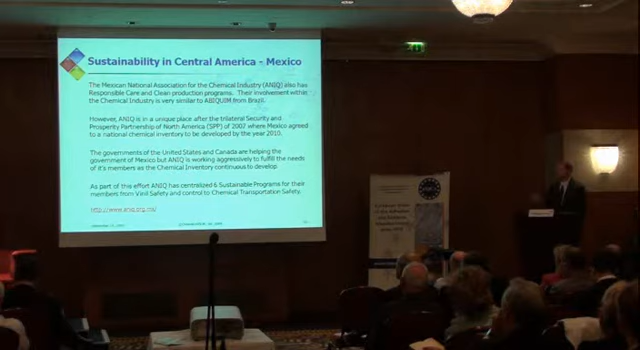 Sustainability in Central America - Mexico
The Mexican National Association for the Chemical Industry (ANIQ) also has
Responsible Care and Clean production programs. Their involvement within
the Chemical Industry is very similar to ABIQUIM from Brazil.
However, ANIQ is in a unique place after the trilateral Security and
Prosperity Partnership of North America (SPP) of 2007 where Mexico agreed
to a national chemical inventory to be developed by the year 2010.
The governments of the United States and Canada are helping the
government of Mexico but ANIQ is working aggressively to fulfill the needs
of it's members as the Chemical Inventory continuous to develop.
As part of this effort ANIQ has centralized 6 Sustainable Programs for their
members from Vinil Safety and control to Chemical Transportation Safety.
http://www.aniq.org.mx/